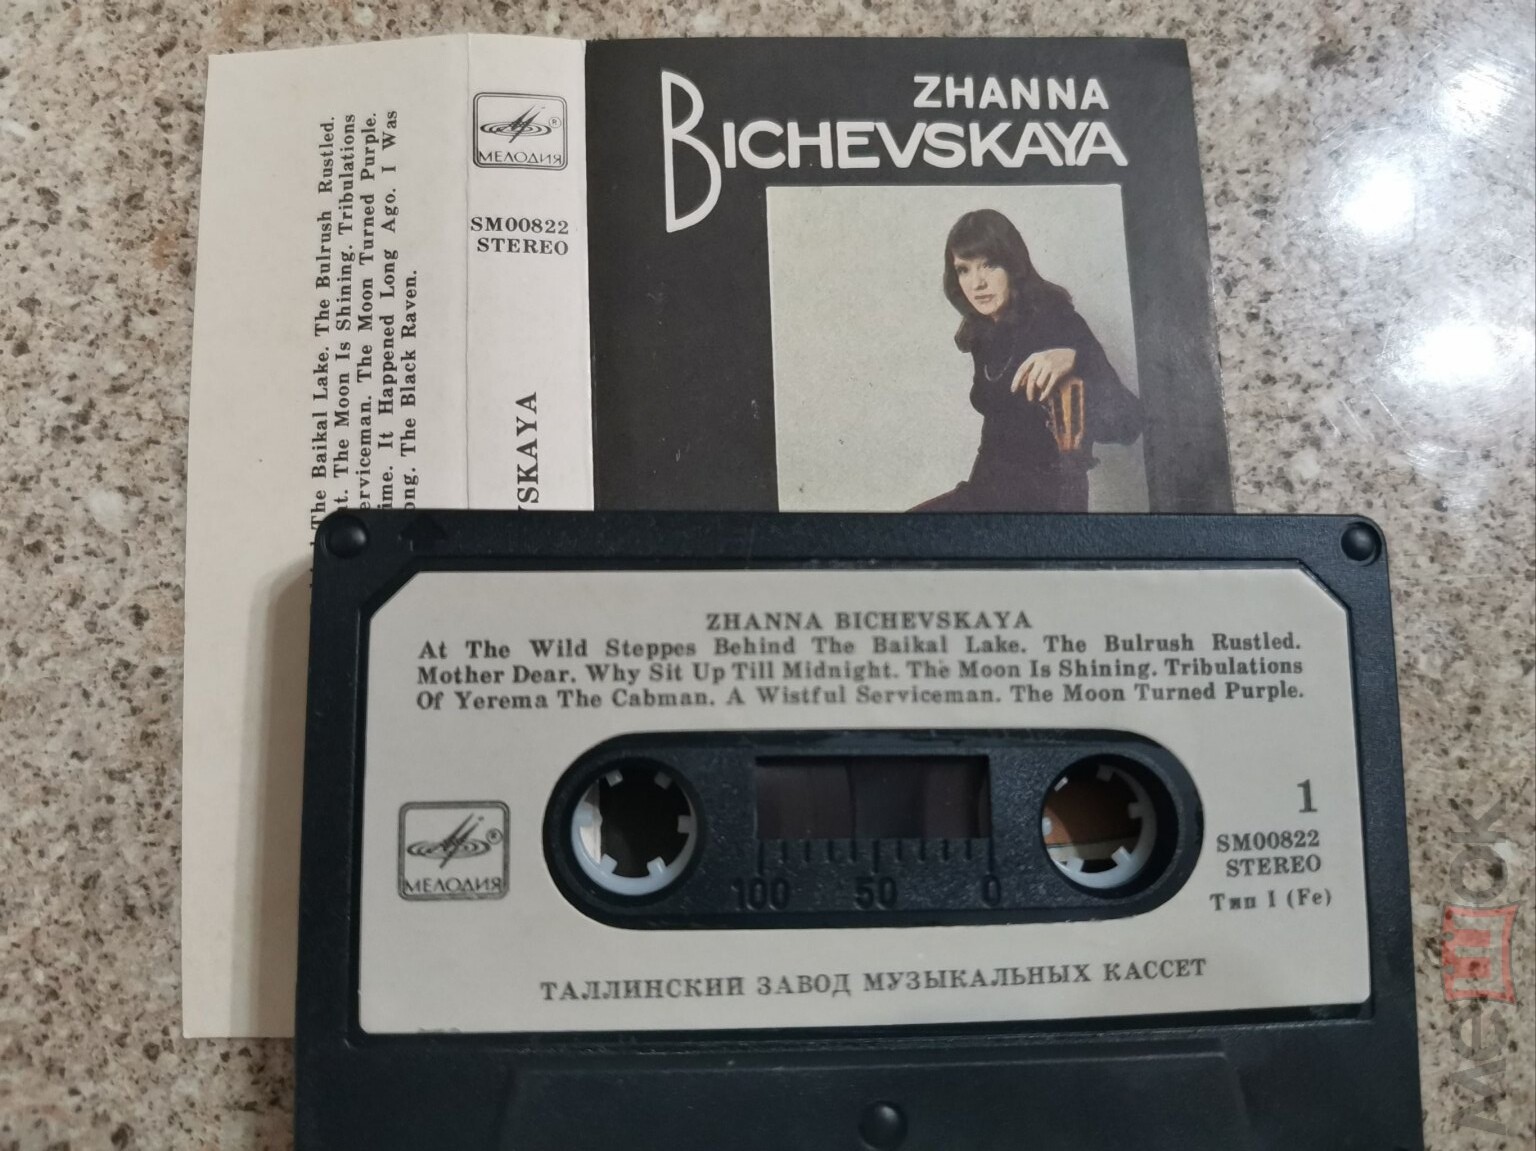 The Baikal Lake. The Bulrush Rustled.
The Moon Is Shining. Tribulations
The Moon Turned Purple.
It Happened Long Ago. I Was
The Black Raven.
МЕЛОДИЯ
SM00822
STEREO
ZHANNA
BICHEVSKAYA
ZHANNA BICHEVSKAYA
At The Wild Steppes Behind The Baikal Lake. The Bulrush Rustled.
Mother Dear, Why Sit Up Till Midnight. The Moon Is Shining. Tribulations
Of Yerema The Cabman. A Wistful Serviceman. The Moon Turned Purple.
МЕЛОДИЯ
100 50 0
1
SM00822
STEREO
Тип 1 (Fe)
ТАЛЛИНСКИЙ ЗАВОД МУЗЫКАЛЬНЫХ КАССЕТ